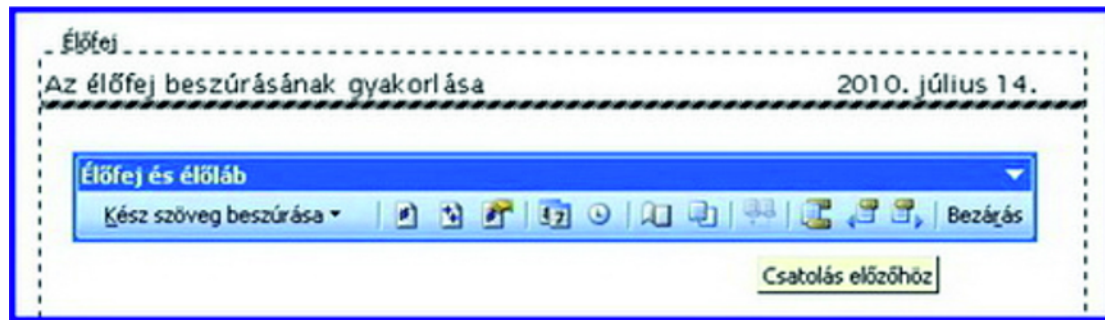 Élőfej
Az élőfej beszúrásának gyakorlása 2010. július 14.
Élőfej és élőláb
Kész szöveg beszúrása Bezárás
Csatolás előzőhöz